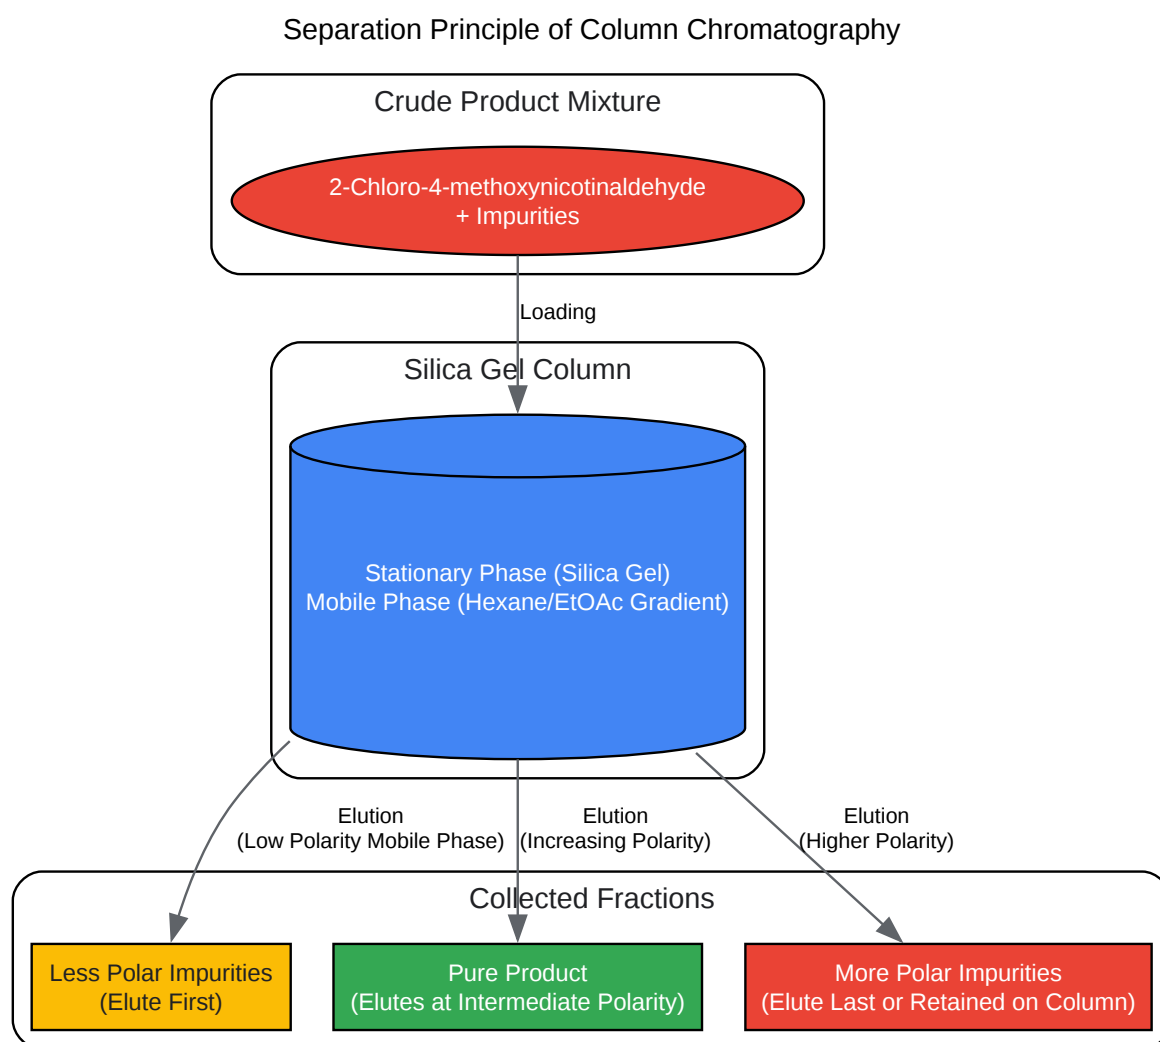 Separation Principle of Column Chromatography
Crude Product Mixture
2-Chloro-4-methoxynicotinaldehyde
+ Impurities
Loading
Silica Gel Column
Stationary Phase (Silica Gel)
Mobile Phase (Hexane/EtOAc Gradient)
Elution
(Low Polarity Mobile Phase)
Elution
(Increasing Polarity)
Elution
(Higher Polarity)
Collected Fractions
Less Polar Impurities
(Elute First)
Pure Product
(Elutes at Intermediate Polarity)
More Polar Impurities
(Elute Last or Retained on Column)